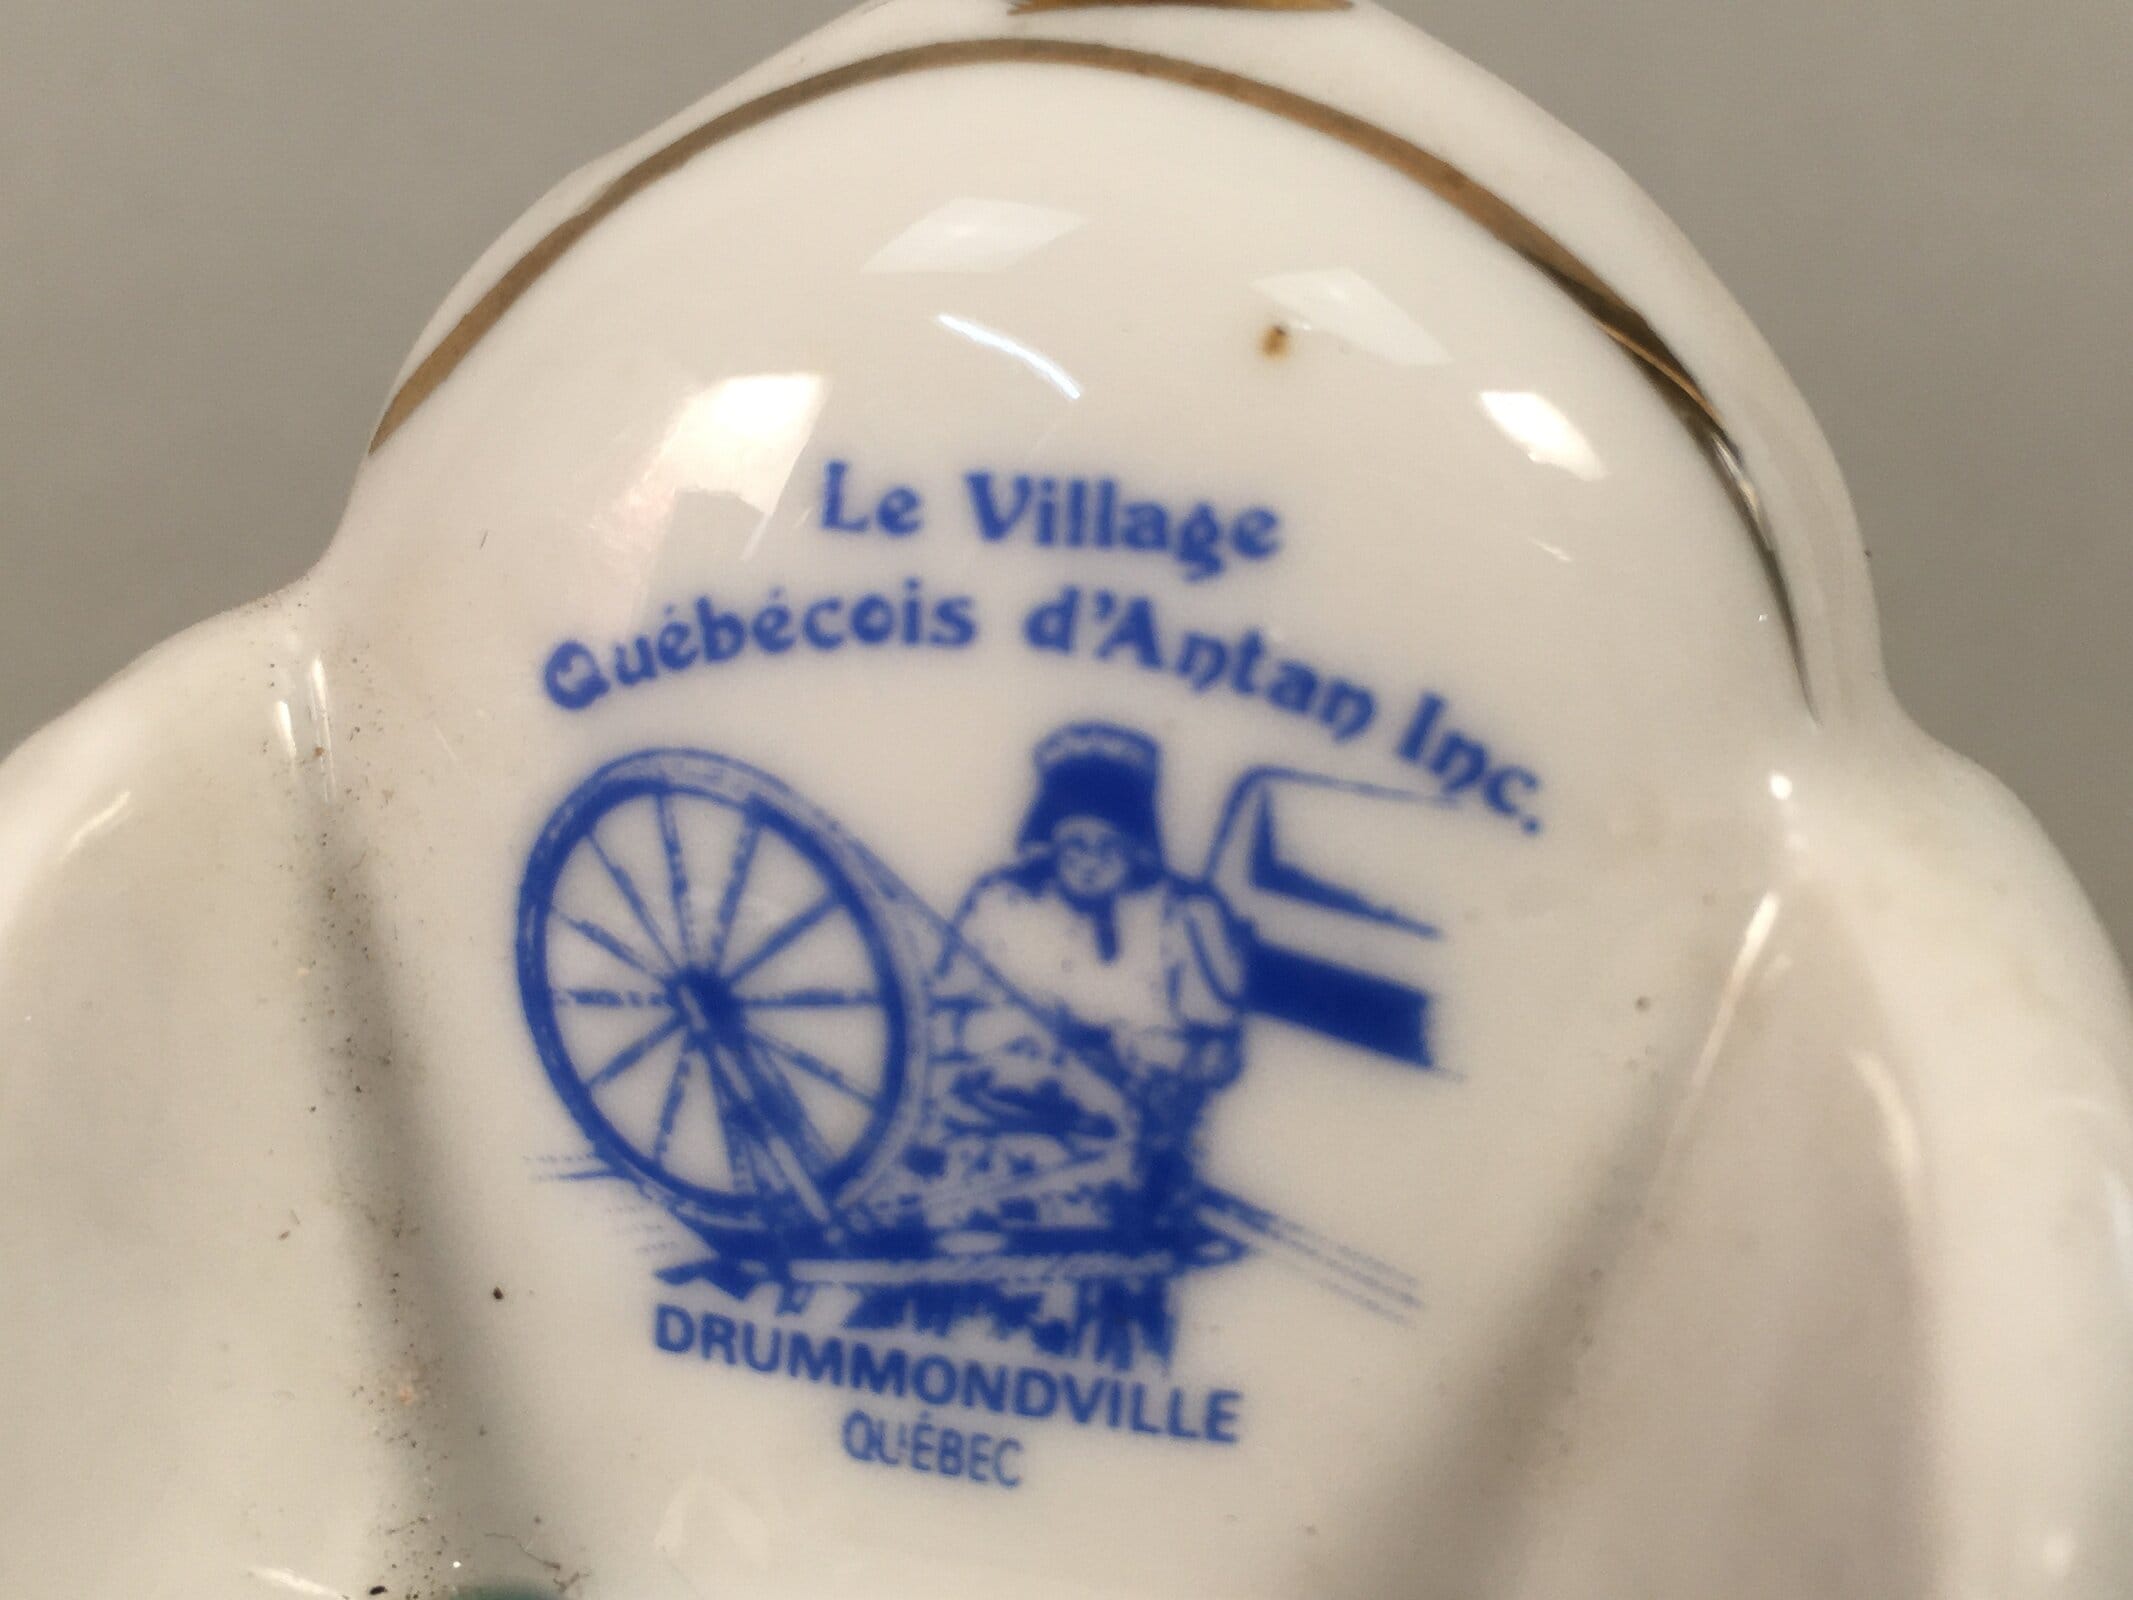 Le Village
Québécois d'Antan Inc.
DRUMMONDVILLE
QUÉBEC